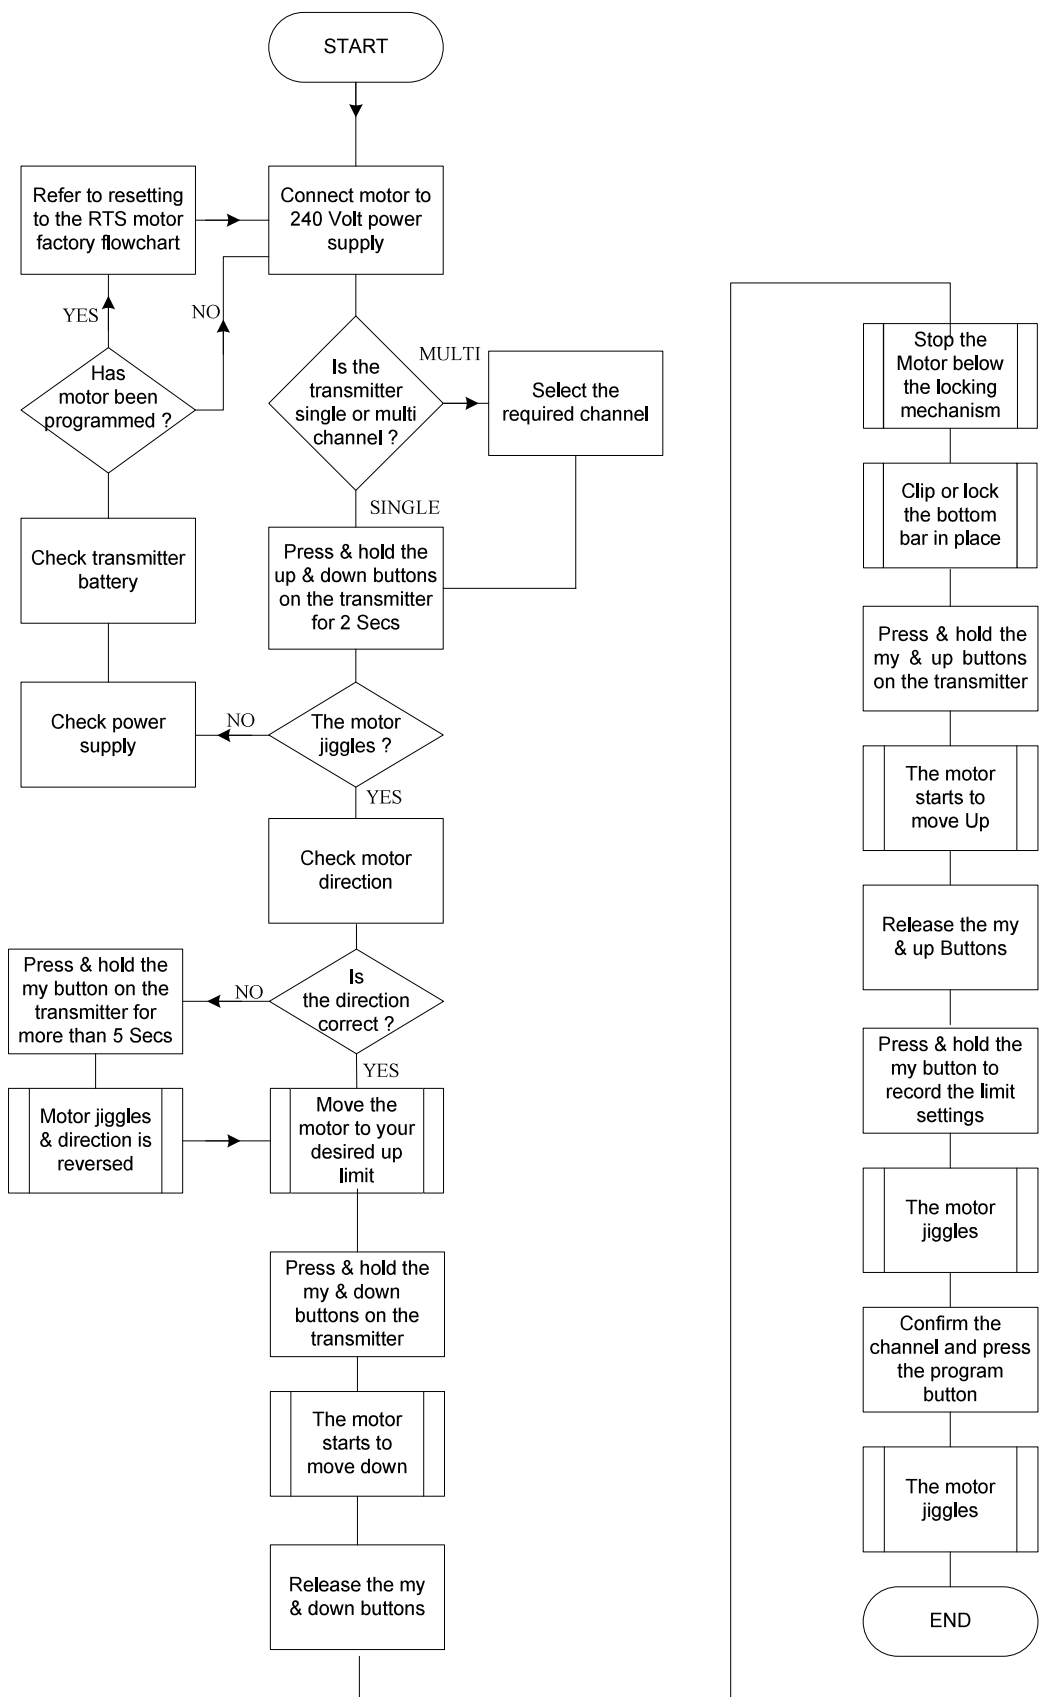 START
Refer to resetting
to the RTS motor
factory flowchart
Connect motor to
240 Volt power
supply
YES
NO
Has
motor been
programmed ?
Is the
transmitter
single or multi
channel ?
MULTI
Select the
required channel
SINGLE
Check transmitter
battery
Press & hold the
up & down buttons
on the transmitter
for 2 Secs
Check power
supply
NO
The motor
jiggles ?
YES
Check motor
direction
Press & hold the
my button on the
transmitter for
more than 5 Secs
NO
Is
the direction
correct ?
YES
Motor jiggles
& direction is
reversed
Move the
motor to your
desired up
limit
Press & hold the
my & down
buttons on the
transmitter
The motor
starts to
move down
Release the my
& down buttons
Stop the
Motor below
the locking
mechanism
Clip or lock
the bottom
bar in place
Press & hold the
my & up buttons
on the transmitter
The motor
starts to
move Up
Release the my
& up Buttons
Press & hold the
my button to
record the limit
settings
The motor
jiggles
Confirm the
channel and press
the program
button
The motor
jiggles
END